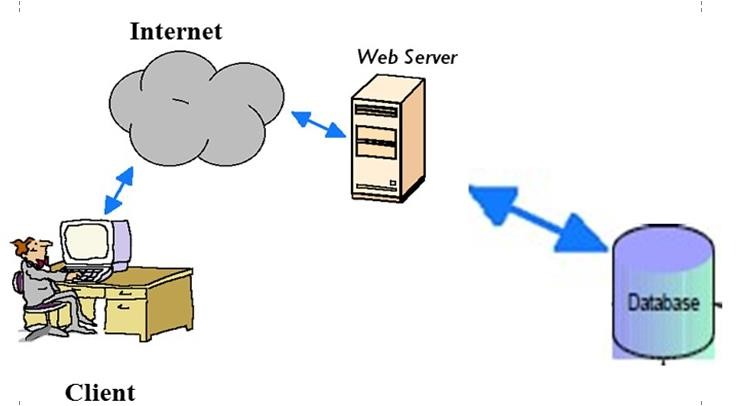 Internet
Web Server
Database
Client